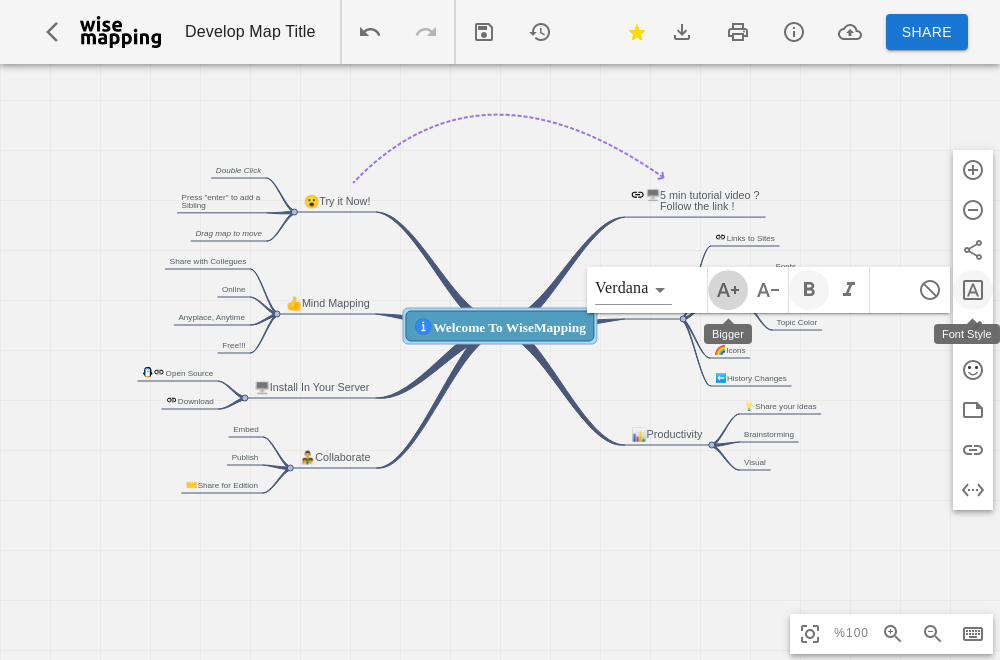 wise
mapping
Develop Map Title
SHARE
Double Click
Press "enter" to add a
Sibling
Drag map to move
Try it Now!
5 min tutorial video ?
Follow the link !
Share with Collegues
Online
Anyplace, Anytime
Free!!!
Mind Mapping
Links to Sites
Fonts
Verdana
A+
A-
B
I
A
Welcome To WiseMapping
Topic Color
Bigger
Font Style
Icons
History Changes
Open Source
Download
Install In Your Server
Share your ideas
Brainstorming
Visual
Productivity
Embed
Publish
Share for Edition
Collaborate
%100